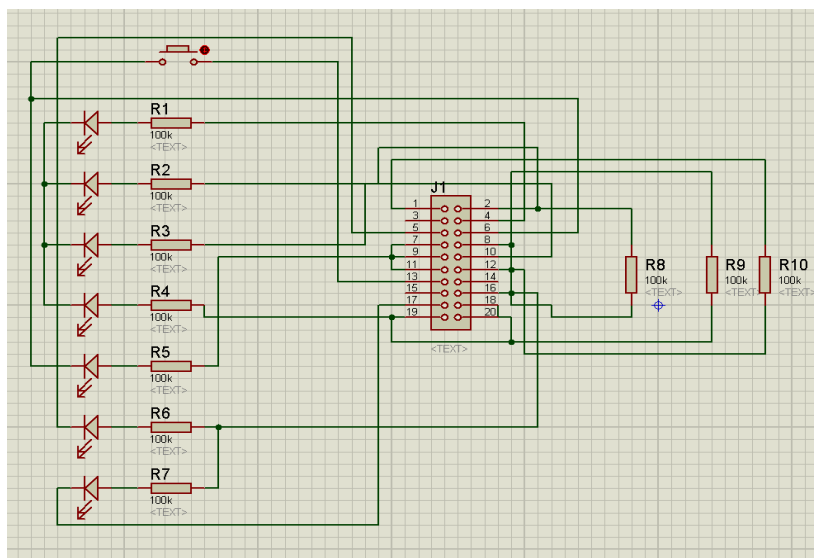 R1
100k
<TEXT>
R2
100k
<TEXT>
R3
100k
<TEXT>
R4
100k
<TEXT>
R5
100k
<TEXT>
R6
100k
<TEXT>
R7
100k
<TEXT>
J1
1 2
3 4
5 6
7 8
9 10
11 12
13 14
15 16
17 18
19 20
<TEXT>
R8
100k
<TEXT>
R9
100k
<TEXT>
R10
100k
<TEXT>